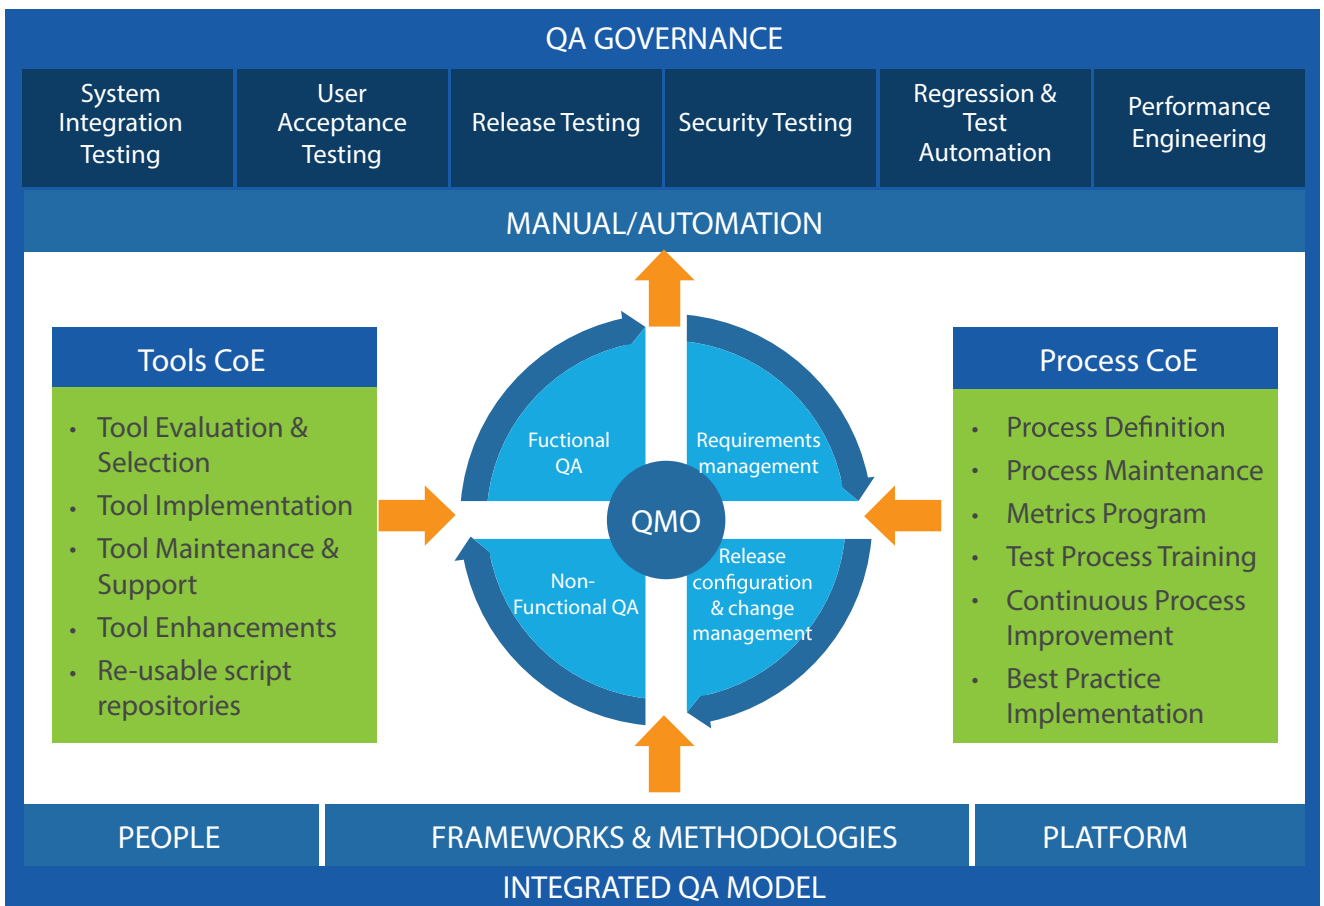 QA GOVERNANCE
System
Integration
Testing
User
Acceptance
Testing
Release Testing
Security Testing
Regression &
Test
Automation
Performance
Engineering
MANUAL/AUTOMATION
Tools CoE
• Tool Evaluation &
Selection
• Tool Implementation
• Tool Maintenance &
Support
• Tool Enhancements
• Re-usable script
repositories
Fuctional
QA
Requirements
management
QMO
Non-
Functional QA
Release
configuration
& change
management
Process CoE
• Process Definition
• Process Maintenance
• Metrics Program
• Test Process Training
• Continuous Process
Improvement
• Best Practice
Implementation
PEOPLE
FRAMEWORKS & METHODOLOGIES
PLATFORM
INTEGRATED QA MODEL